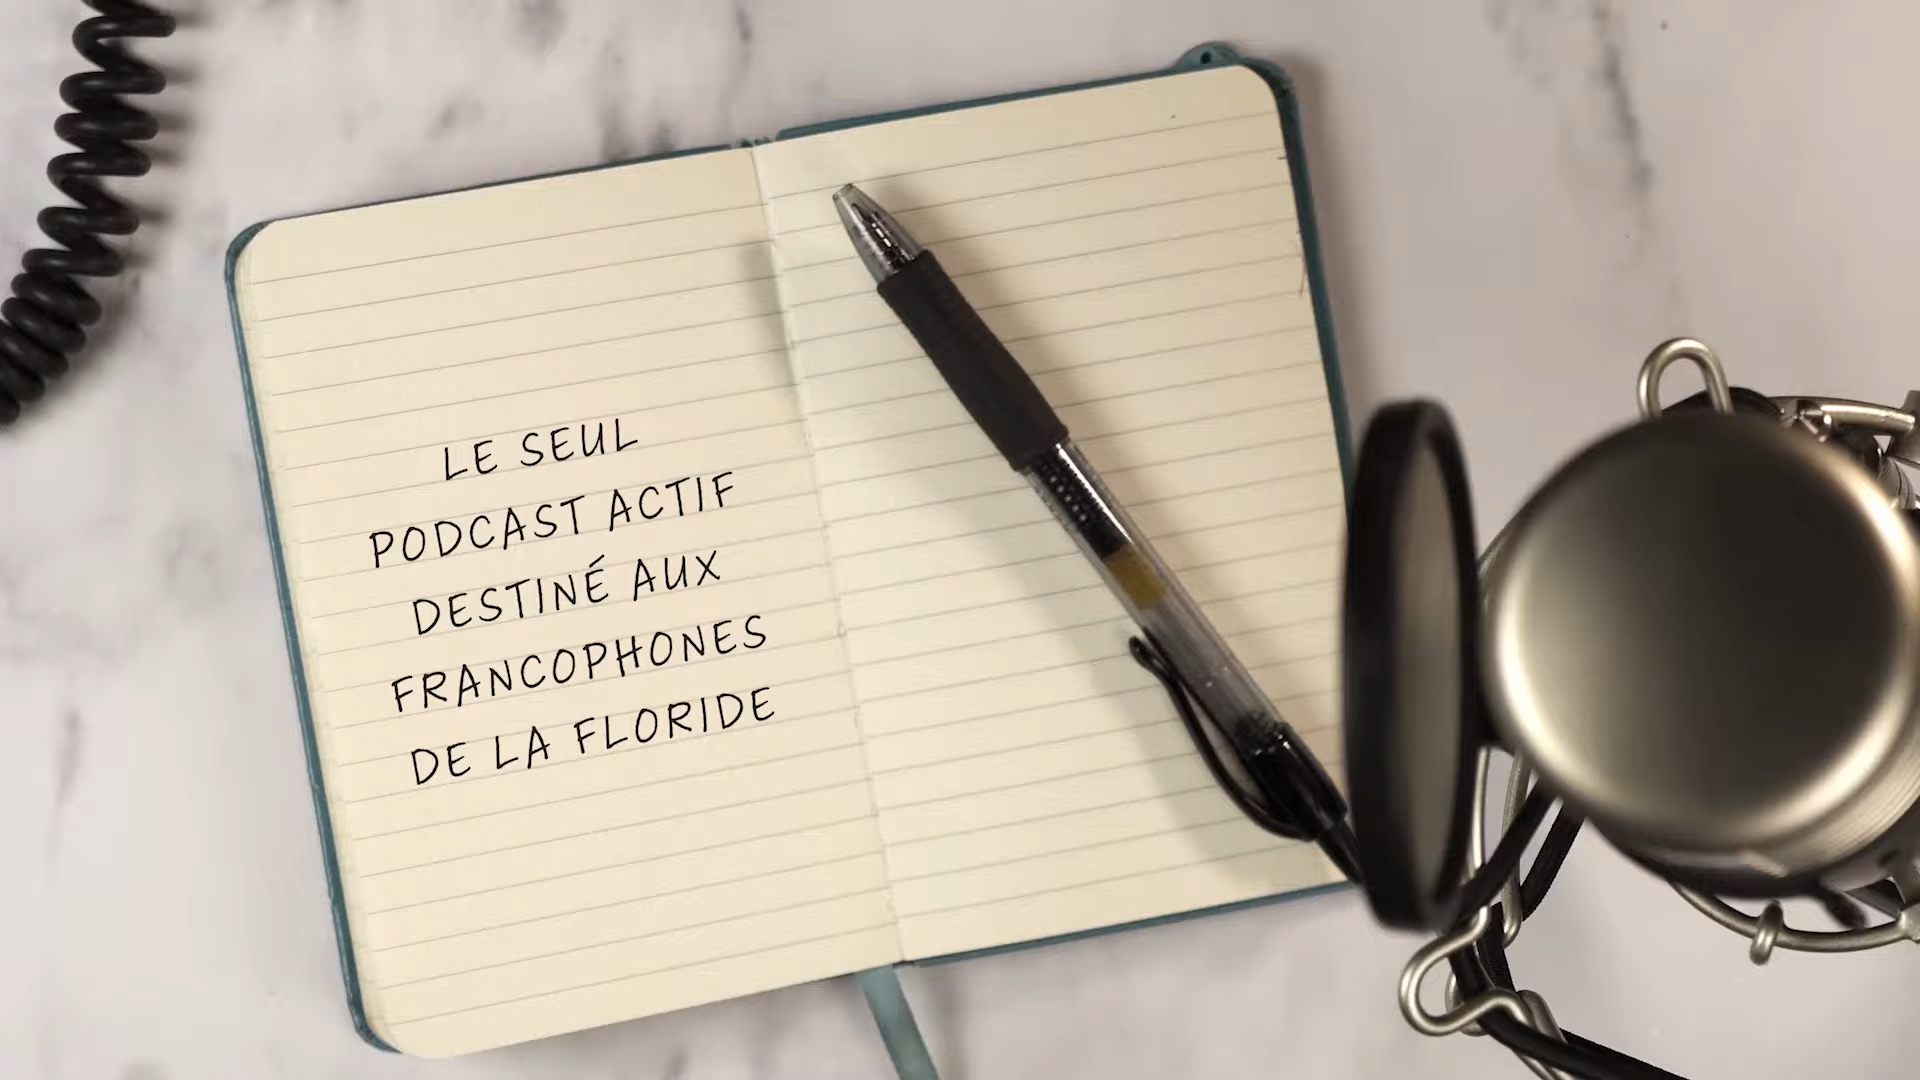 LE SEUL
PODCAST ACTIF
DESTINÉ AUX
FRANCOPHONES
DE LA FLORIDE